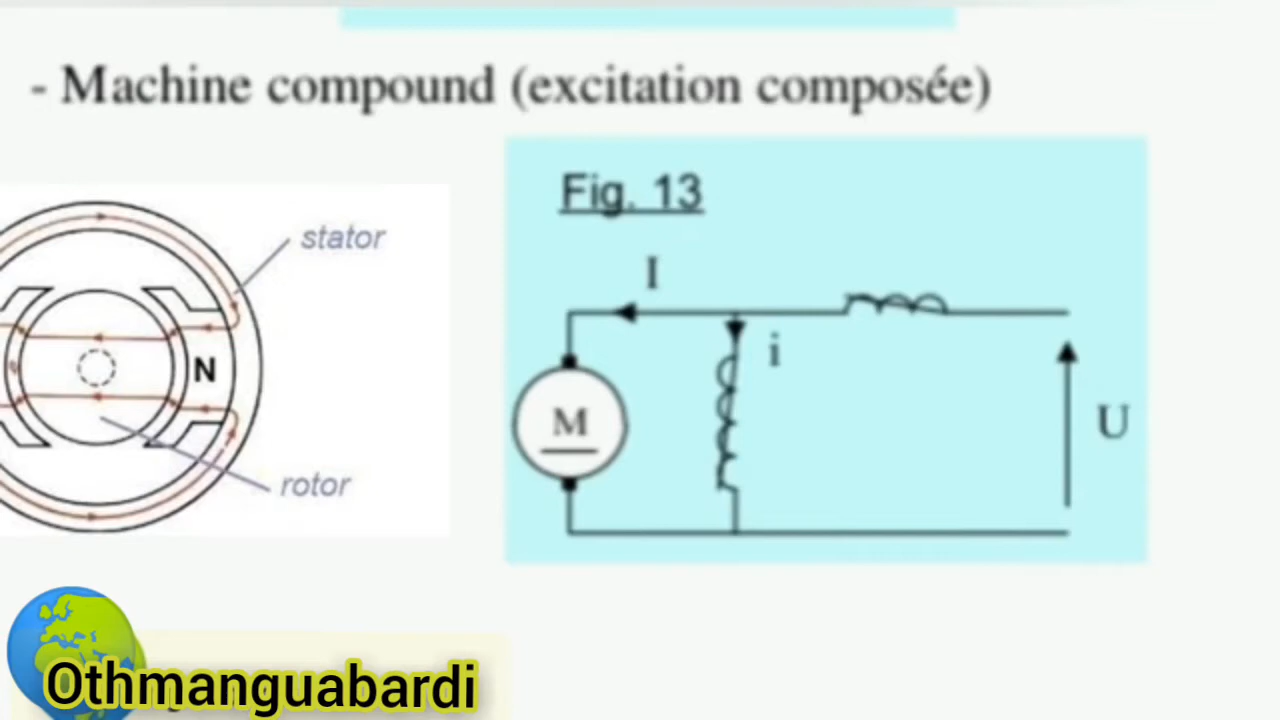 - Machine compound (excitation composée)
Fig. 13
stator
I
i
N
M
U
rotor
Othmanguabardi